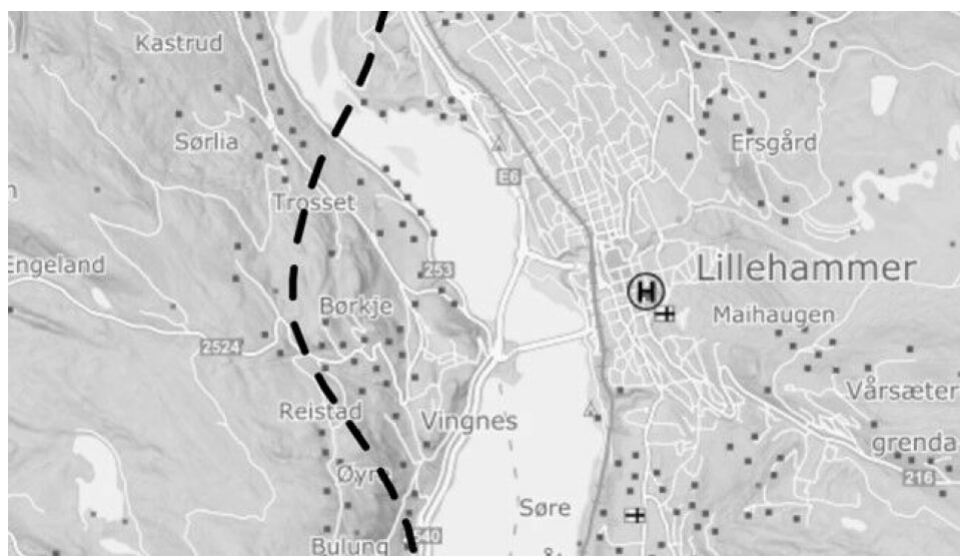 Kastrud
Sørlia
Ersgård
E6
Trosset
Engeland
253
Lillehammer
H
Børkje
Maihaugen
2524
Vårsæter
grenda
Reistad
Vingnes
216
Øyr
Søre
Bulung